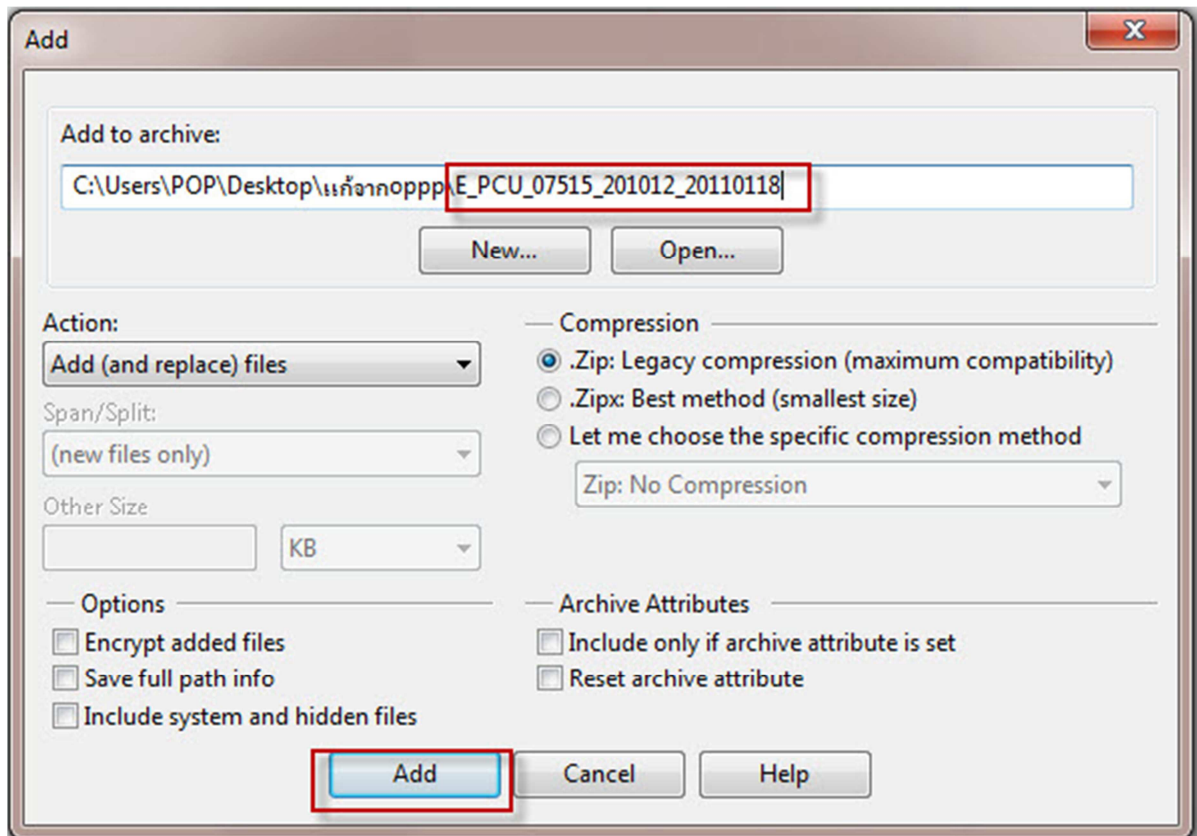 Add
Add to archive:
C:\Users\POP\Desktop\แก้จากoppp\E_PCU_07515_201012_20110118
New... Open...
Action:
Add (and replace) files
Span/Split:
(new files only)
Other Size
KB
Compression
.Zip: Legacy compression (maximum compatibility)
.Zipx: Best method (smallest size)
Let me choose the specific compression method
Zip: No Compression
Options
Encrypt added files
Save full path info
Include system and hidden files
Archive Attributes
Include only if archive attribute is set
Reset archive attribute
Add Cancel Help